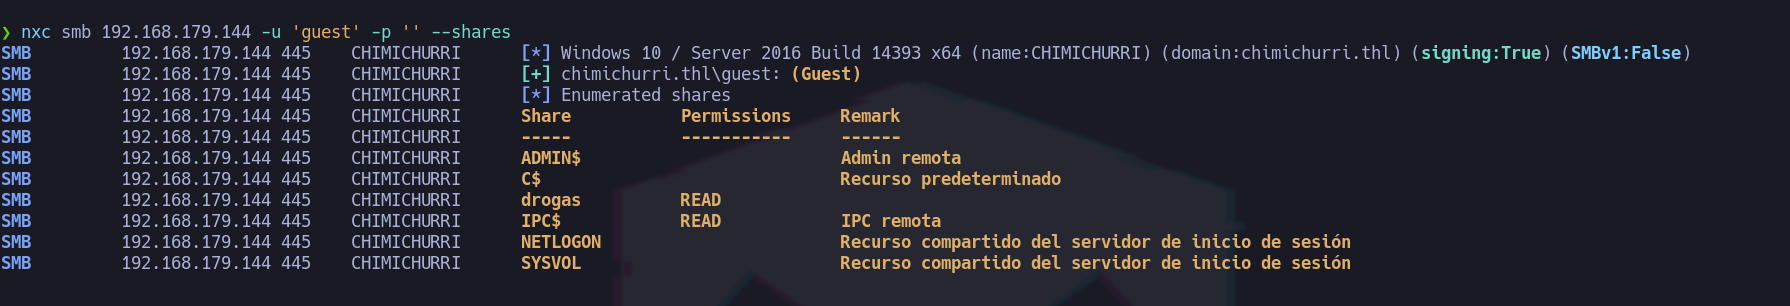 ❯ nxc smb 192.168.179.144 -u 'guest' -p '' --shares
SMB         192.168.179.144 445    CHIMICHURRI      [*] Windows 10 / Server 2016 Build 14393 x64 (name:CHIMICHURRI) (domain:chimichurri.thl) (signing:True) (SMBv1:False)
SMB         192.168.179.144 445    CHIMICHURRI      [+] chimichurri.thl\guest: (Guest)
SMB         192.168.179.144 445    CHIMICHURRI      [*] Enumerated shares
SMB         192.168.179.144 445    CHIMICHURRI      Share           Permissions     Remark
SMB         192.168.179.144 445    CHIMICHURRI      -----           -----------     ------
SMB         192.168.179.144 445    CHIMICHURRI      ADMIN$                          Admin remota
SMB         192.168.179.144 445    CHIMICHURRI      C$                              Recurso predeterminado
SMB         192.168.179.144 445    CHIMICHURRI      drogas          READ
SMB         192.168.179.144 445    CHIMICHURRI      IPC$            READ            IPC remota
SMB         192.168.179.144 445    CHIMICHURRI      NETLOGON                        Recurso compartido del servidor de inicio de sesión
SMB         192.168.179.144 445    CHIMICHURRI      SYSVOL                          Recurso compartido del servidor de inicio de sesión